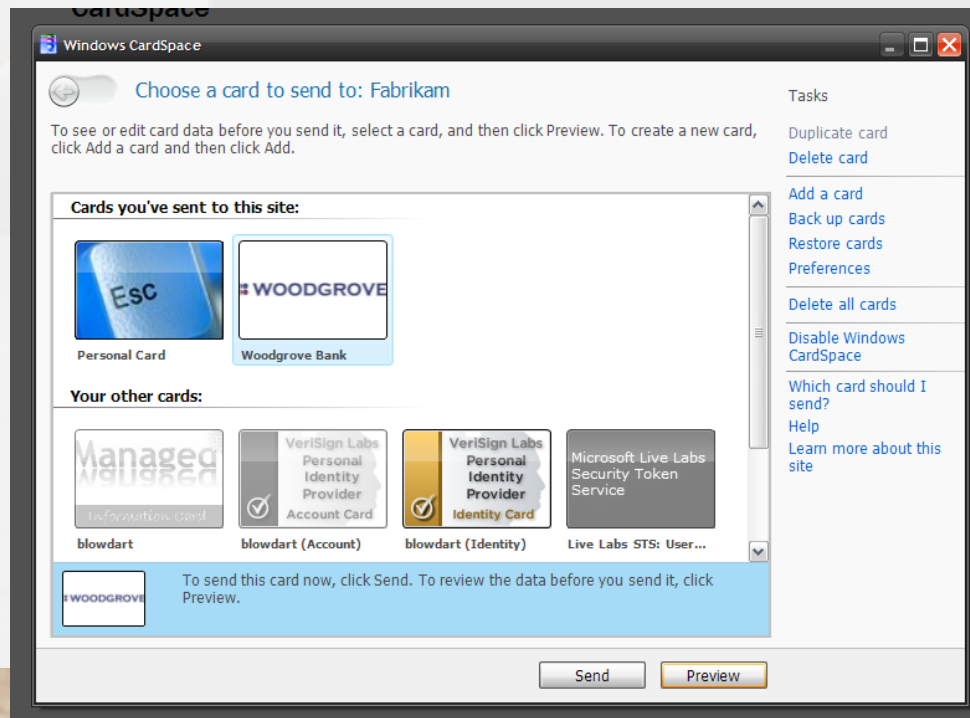 CardSpace
Windows CardSpace
Choose a card to send to: Fabrikam
To see or edit card data before you send it, select a card, and then click Preview. To create a new card,
click Add a card and then click Add.
Cards you've sent to this site:
Esc
WOODGROVE
Personal Card
Woodgrove Bank
Your other cards:
Managed
Information Card
VeriSign Labs
Personal
Identity
Provider
Account Card
VeriSign Labs
Personal
Identity
Provider
Identity Card
Microsoft Live Labs
Security Token
Service
blowdart
blowdart (Account)
blowdart (Identity)
Live Labs STS: User...
WOODGROVE
To send this card now, click Send. To review the data before you send it, click
Preview.
Send
Preview
Tasks
Duplicate card
Delete card
Add a card
Back up cards
Restore cards
Preferences
Delete all cards
Disable Windows
CardSpace
Which card should I
send?
Help
Learn more about this
site